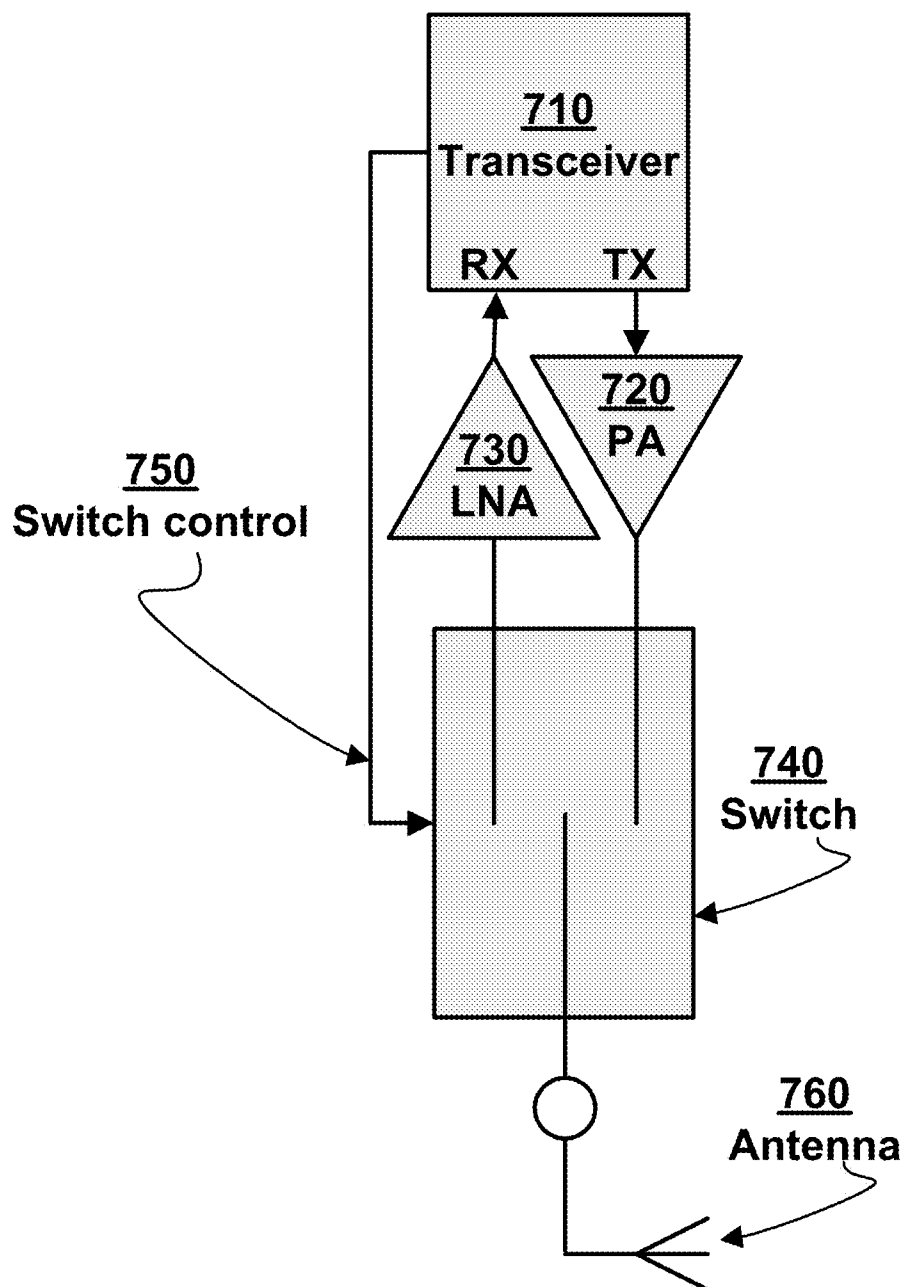 710
Transceiver
RX TX
720
PA
730
LNA
750
Switch control
740
Switch
760
Antenna